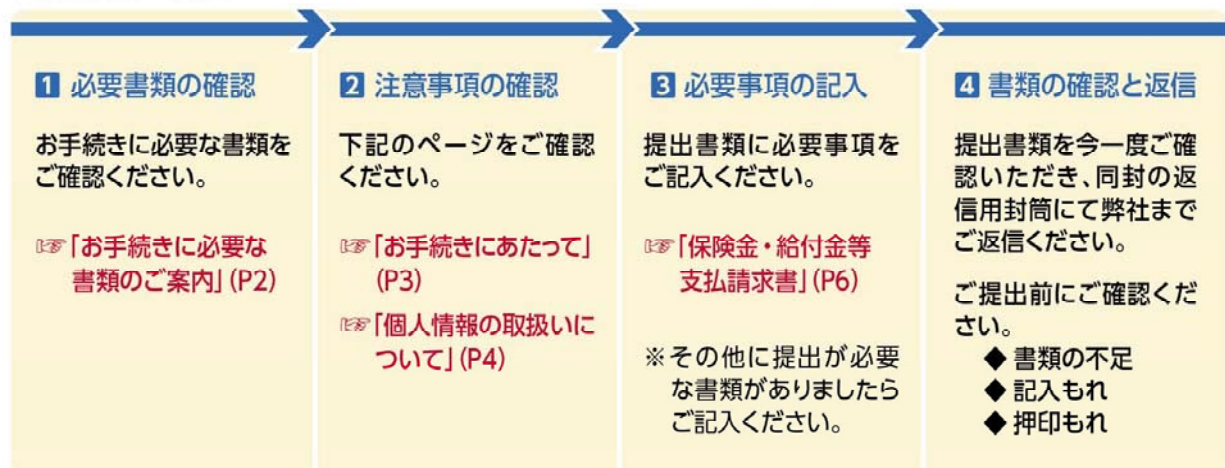 1 必要書類の確認
お手続きに必要な書類を
ご確認ください。
☞「お手続きに必要な
書類のご案内」(P2)
2 注意事項の確認
下記のページをご確認
ください。
☞「お手続きにあたって」
(P3)
☞「個人情報の取扱いに
ついて」(P4)
3 必要事項の記入
提出書類に必要事項を
ご記入ください。
☞「保険金・給付金等
支払請求書」(P6)
※その他に提出が必要
な書類がありましたら
ご記入ください。
4 書類の確認と返信
提出書類を今一度ご確
認いただき、同封の返
信用封筒にて弊社まで
ご返信ください。
ご提出前にご確認くだ
さい。
◆ 書類の不足
◆ 記入もれ
◆ 押印もれ